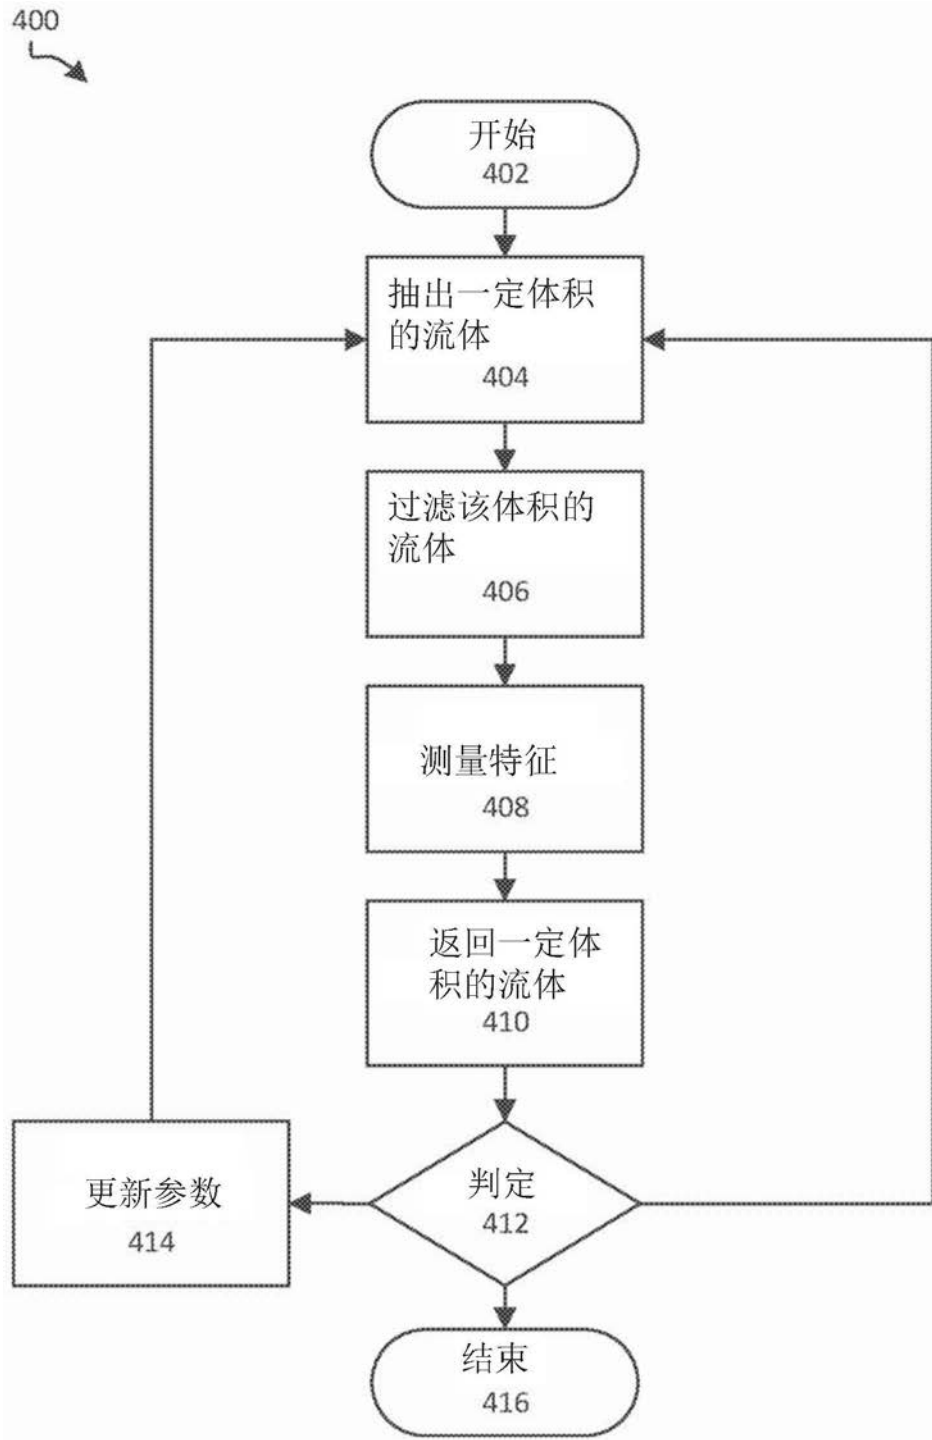 400
开始
402
抽出一定体积
的流体
404
过滤该体积的
流体
406
测量特征
408
返回一定体
积的流体
410
判定
412
更新参数
414
结束
416